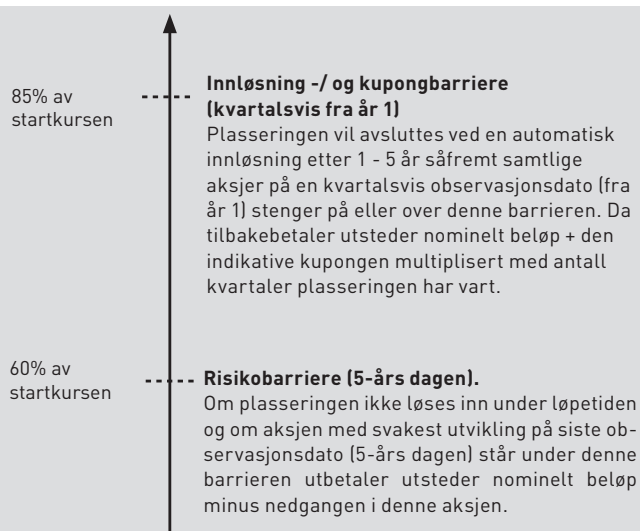 85% av
startkursen
Innløsning -/ og kupongbarriere
(kvartalsvis fra år 1)
Plasseringen vil avsluttes ved en automatisk
innløsning etter 1 - 5 år såfremt samtlige
aksjer på en kvartalsvis observasjonsdato (fra
år 1) stenger på eller over denne barrieren. Da
tilbakebetaler utsteder nominelt beløp + den
indikative kupongen multiplisert med antall
kvartaler plasseringen har vart.
60% av
startkursen
Risikobarriere (5-års dagen).
Om plasseringen ikke løses inn under løpetiden
og om aksjen med svakest utvikling på siste ob-
servasjonsdato (5-års dagen) står under denne
barrieren utbetaler utsteder nominelt beløp
minus nedgangen i denne aksjen.